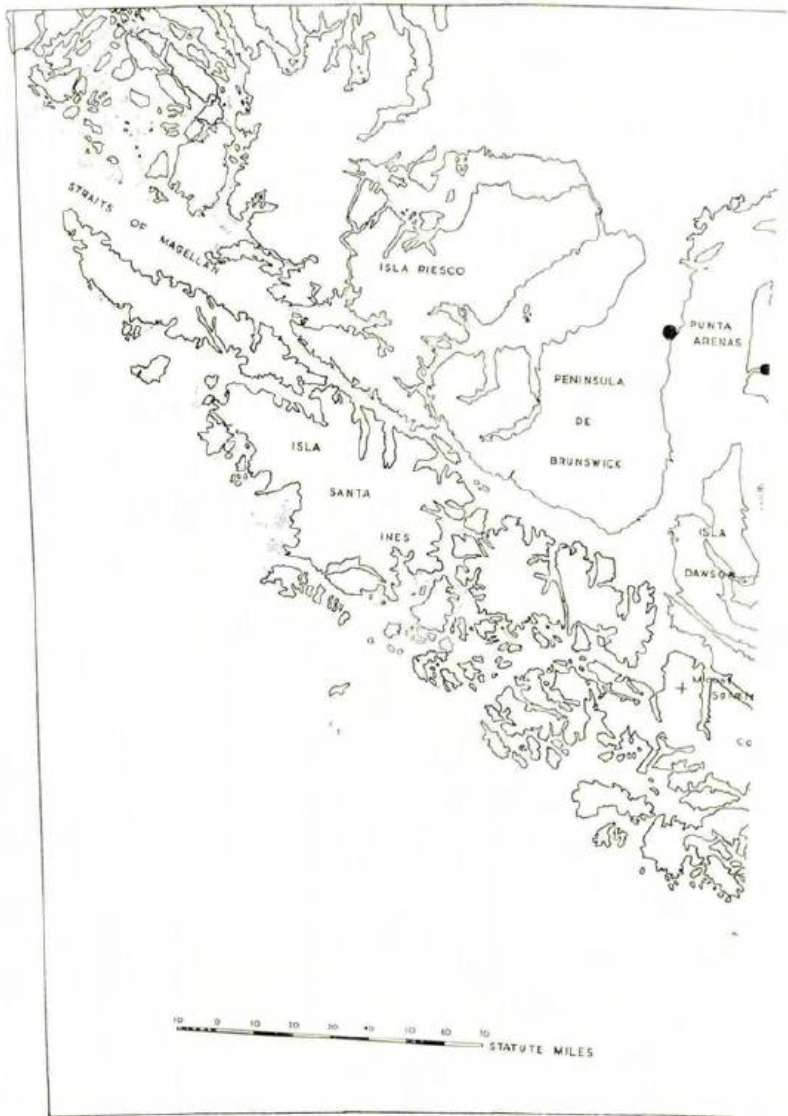 STRAITS OF MAGELLAN
ISLA RIESCO
PUNTA
ARENAS
PENINSULA
DE
BRUNSWICK
ISLA
SANTA
INES
ISLA
DAWSON
10 0 10 20 30 40 50 60 70
STATUTE MILES